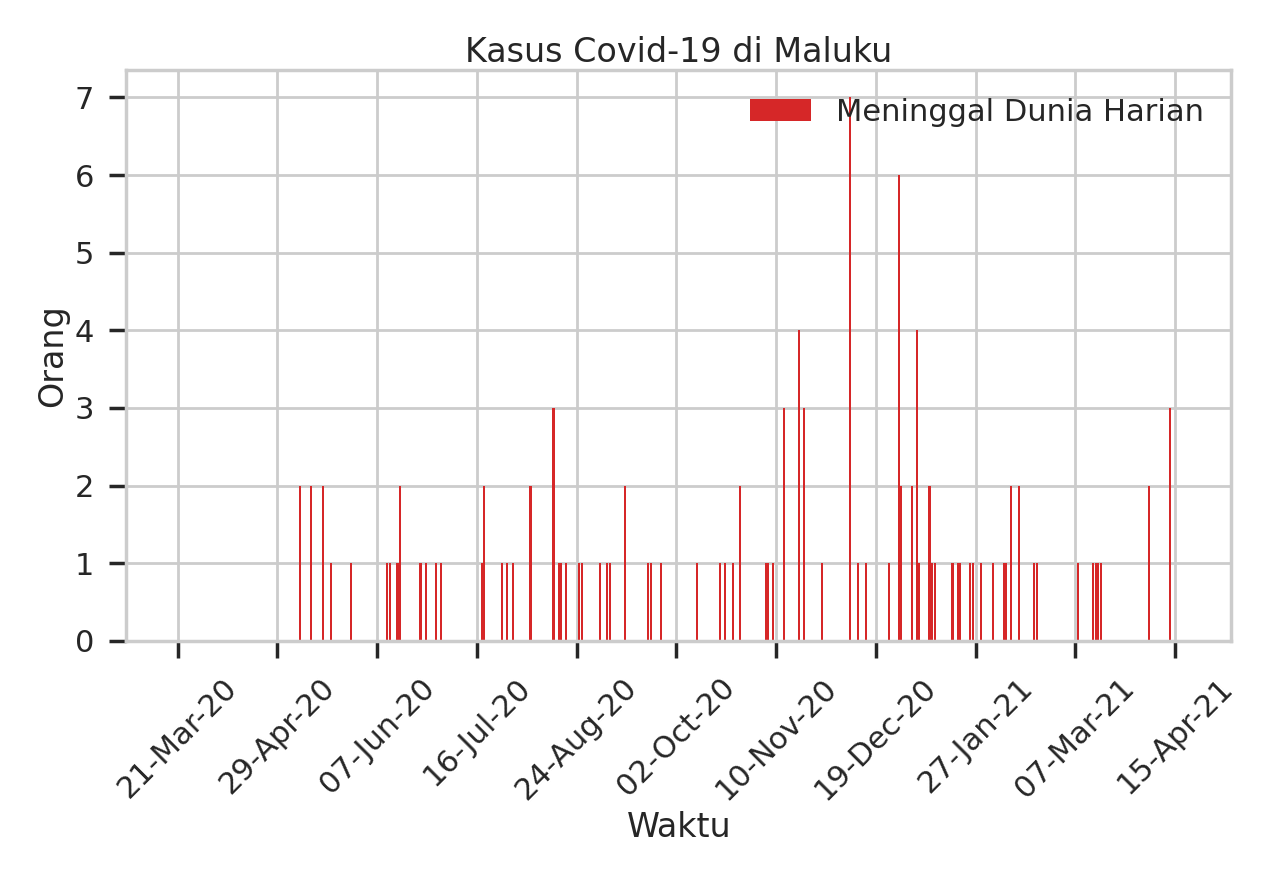 Kasus Covid-19 di Maluku
Meninggal Dunia Harian
Orang
7
6
5
4
3
2
1
0
21-Mar-20
29-Apr-20
07-Jun-20
16-Jul-20
24-Aug-20
02-Oct-20
10-Nov-20
19-Dec-20
27-Jan-21
07-Mar-21
15-Apr-21
Waktu